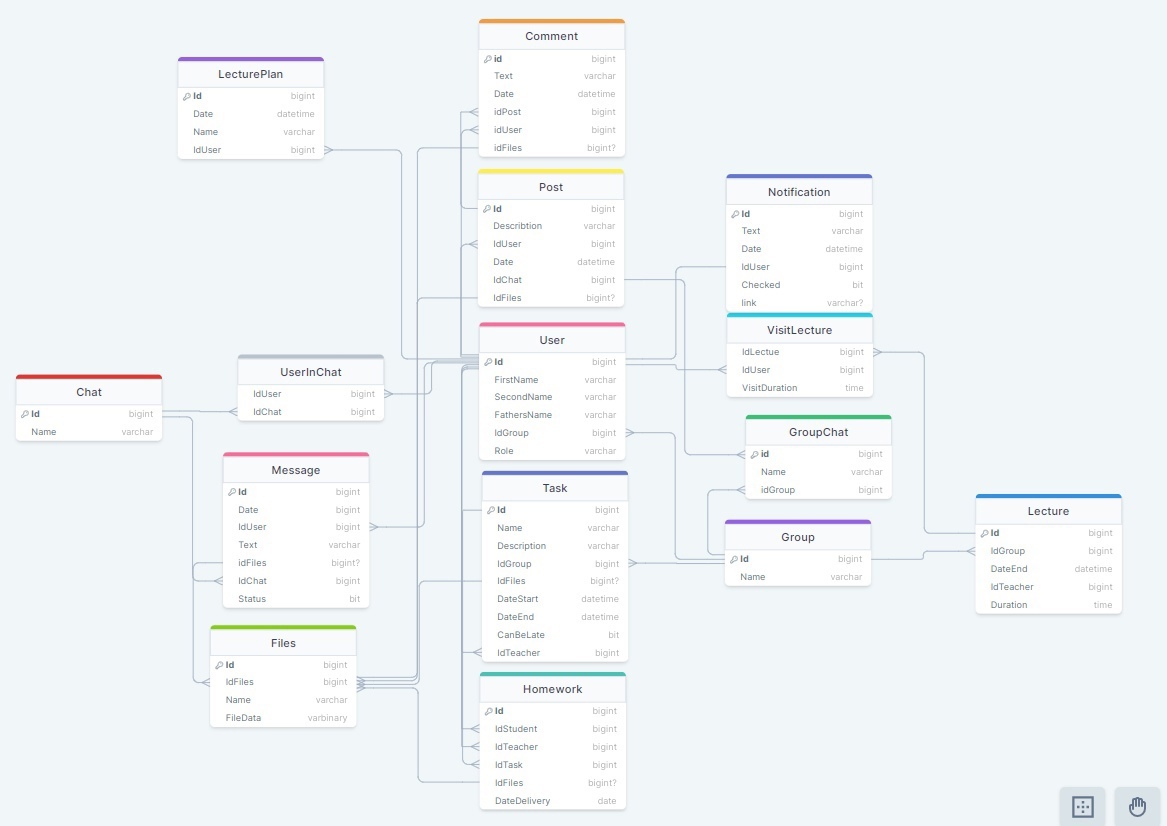 Comment
id bigint
Text varchar
Date datetime
idPost bigint
idUser bigint
idFiles bigint?
LecturePlan
Id bigint
Date datetime
Name varchar
IdUser bigint
Post
Id bigint
Describtion varchar
IdUser bigint
Date datetime
IdChat bigint
IdFiles bigint?
Notification
Id bigint
Text varchar
Date datetime
IdUser bigint
Checked bit
link varchar?
VisitLecture
IdLectue bigint
IdUser bigint
VisitDuration time
User
Id bigint
FirstName varchar
SecondName varchar
FathersName varchar
IdGroup bigint
Role varchar
UserInChat
IdUser bigint
IdChat bigint
Chat
Id bigint
Name varchar
GroupChat
id bigint
Name varchar
idGroup bigint
Message
Id bigint
Date bigint
IdUser bigint
Text varchar
idFiles bigint?
IdChat bigint
Status bit
Task
Id bigint
Name varchar
Description varchar
IdGroup bigint
IdFiles bigint?
DateStart datetime
DateEnd datetime
CanBeLate bit
IdTeacher bigint
Group
Id bigint
Name varchar
Lecture
Id bigint
IdGroup bigint
DateEnd datetime
IdTeacher bigint
Duration time
Files
Id bigint
IdFiles bigint
Name varchar
FileData varbinary
Homework
Id bigint
IdStudent bigint
IdTeacher bigint
IdTask bigint
IdFiles bigint?
DateDelivery date